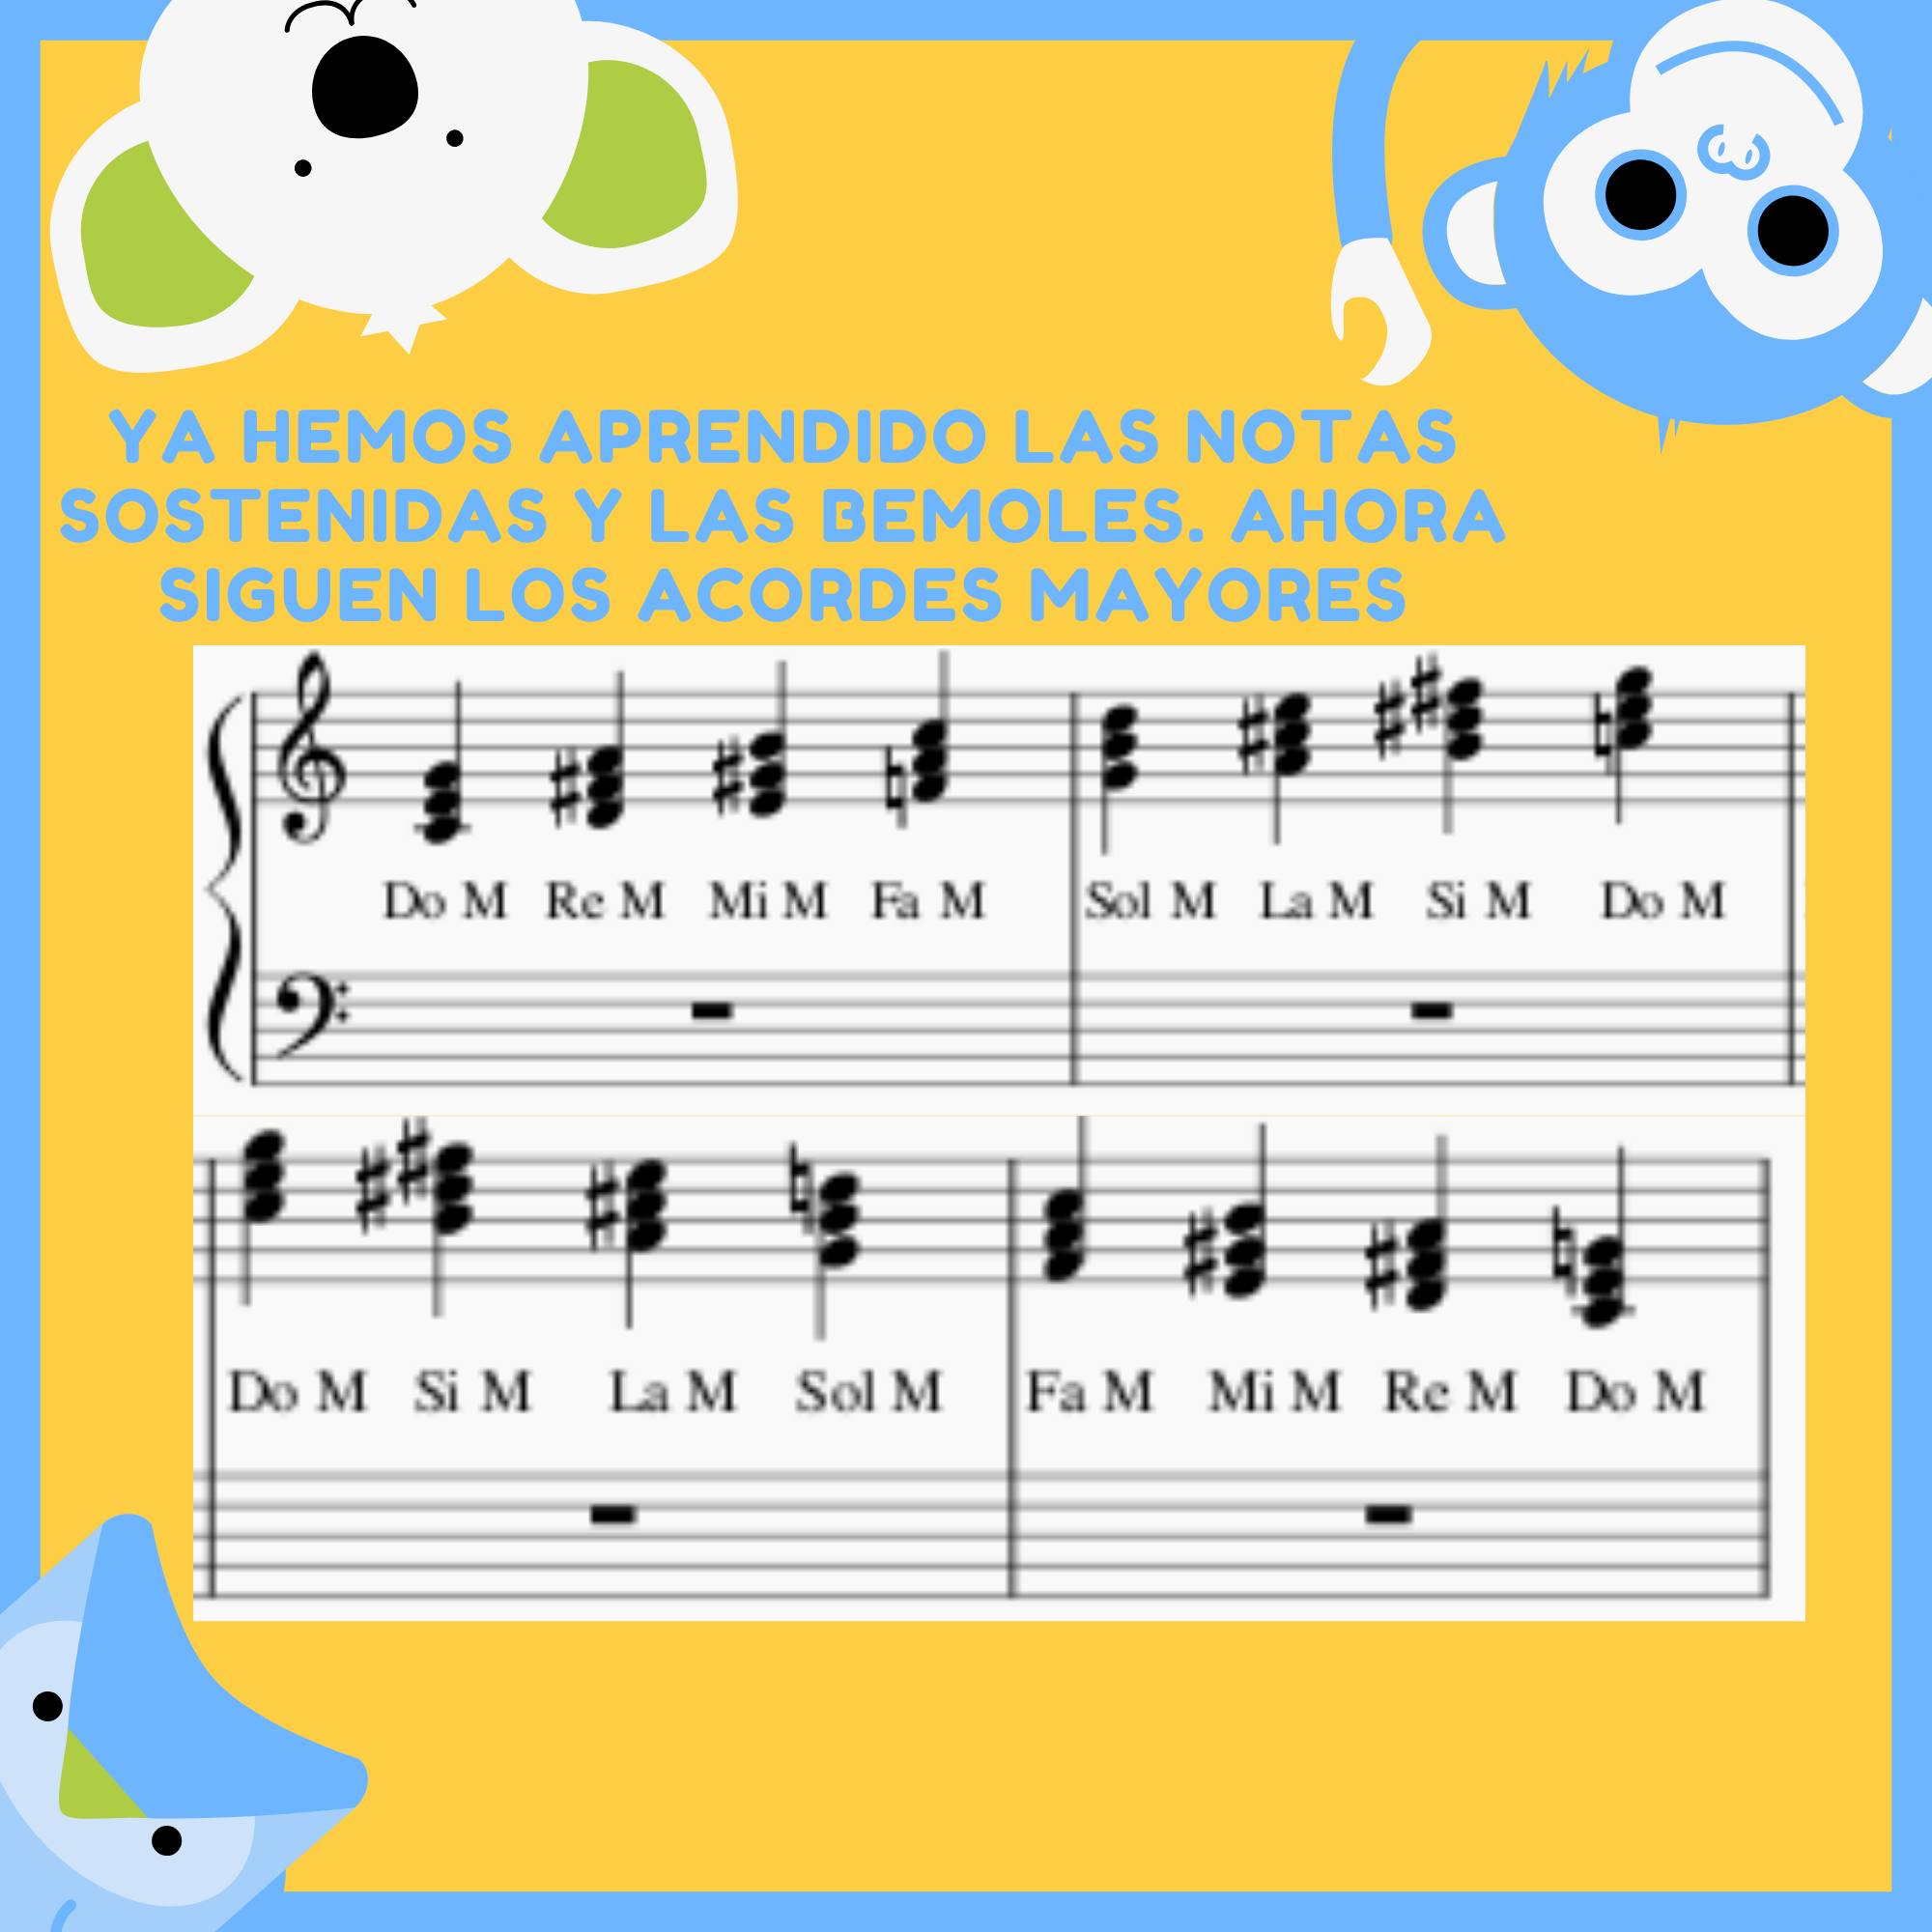 YA HEMOS APRENDIDO LAS NOTAS
SOSTENIDAS Y LAS BEMOLES. AHORA
SIGUEN LOS ACORDES MAYORES
Do M Re M Mi M Fa M Sol M La M Si M Do M
Do M Si M La M Sol M Fa M Mi M Re M Do M